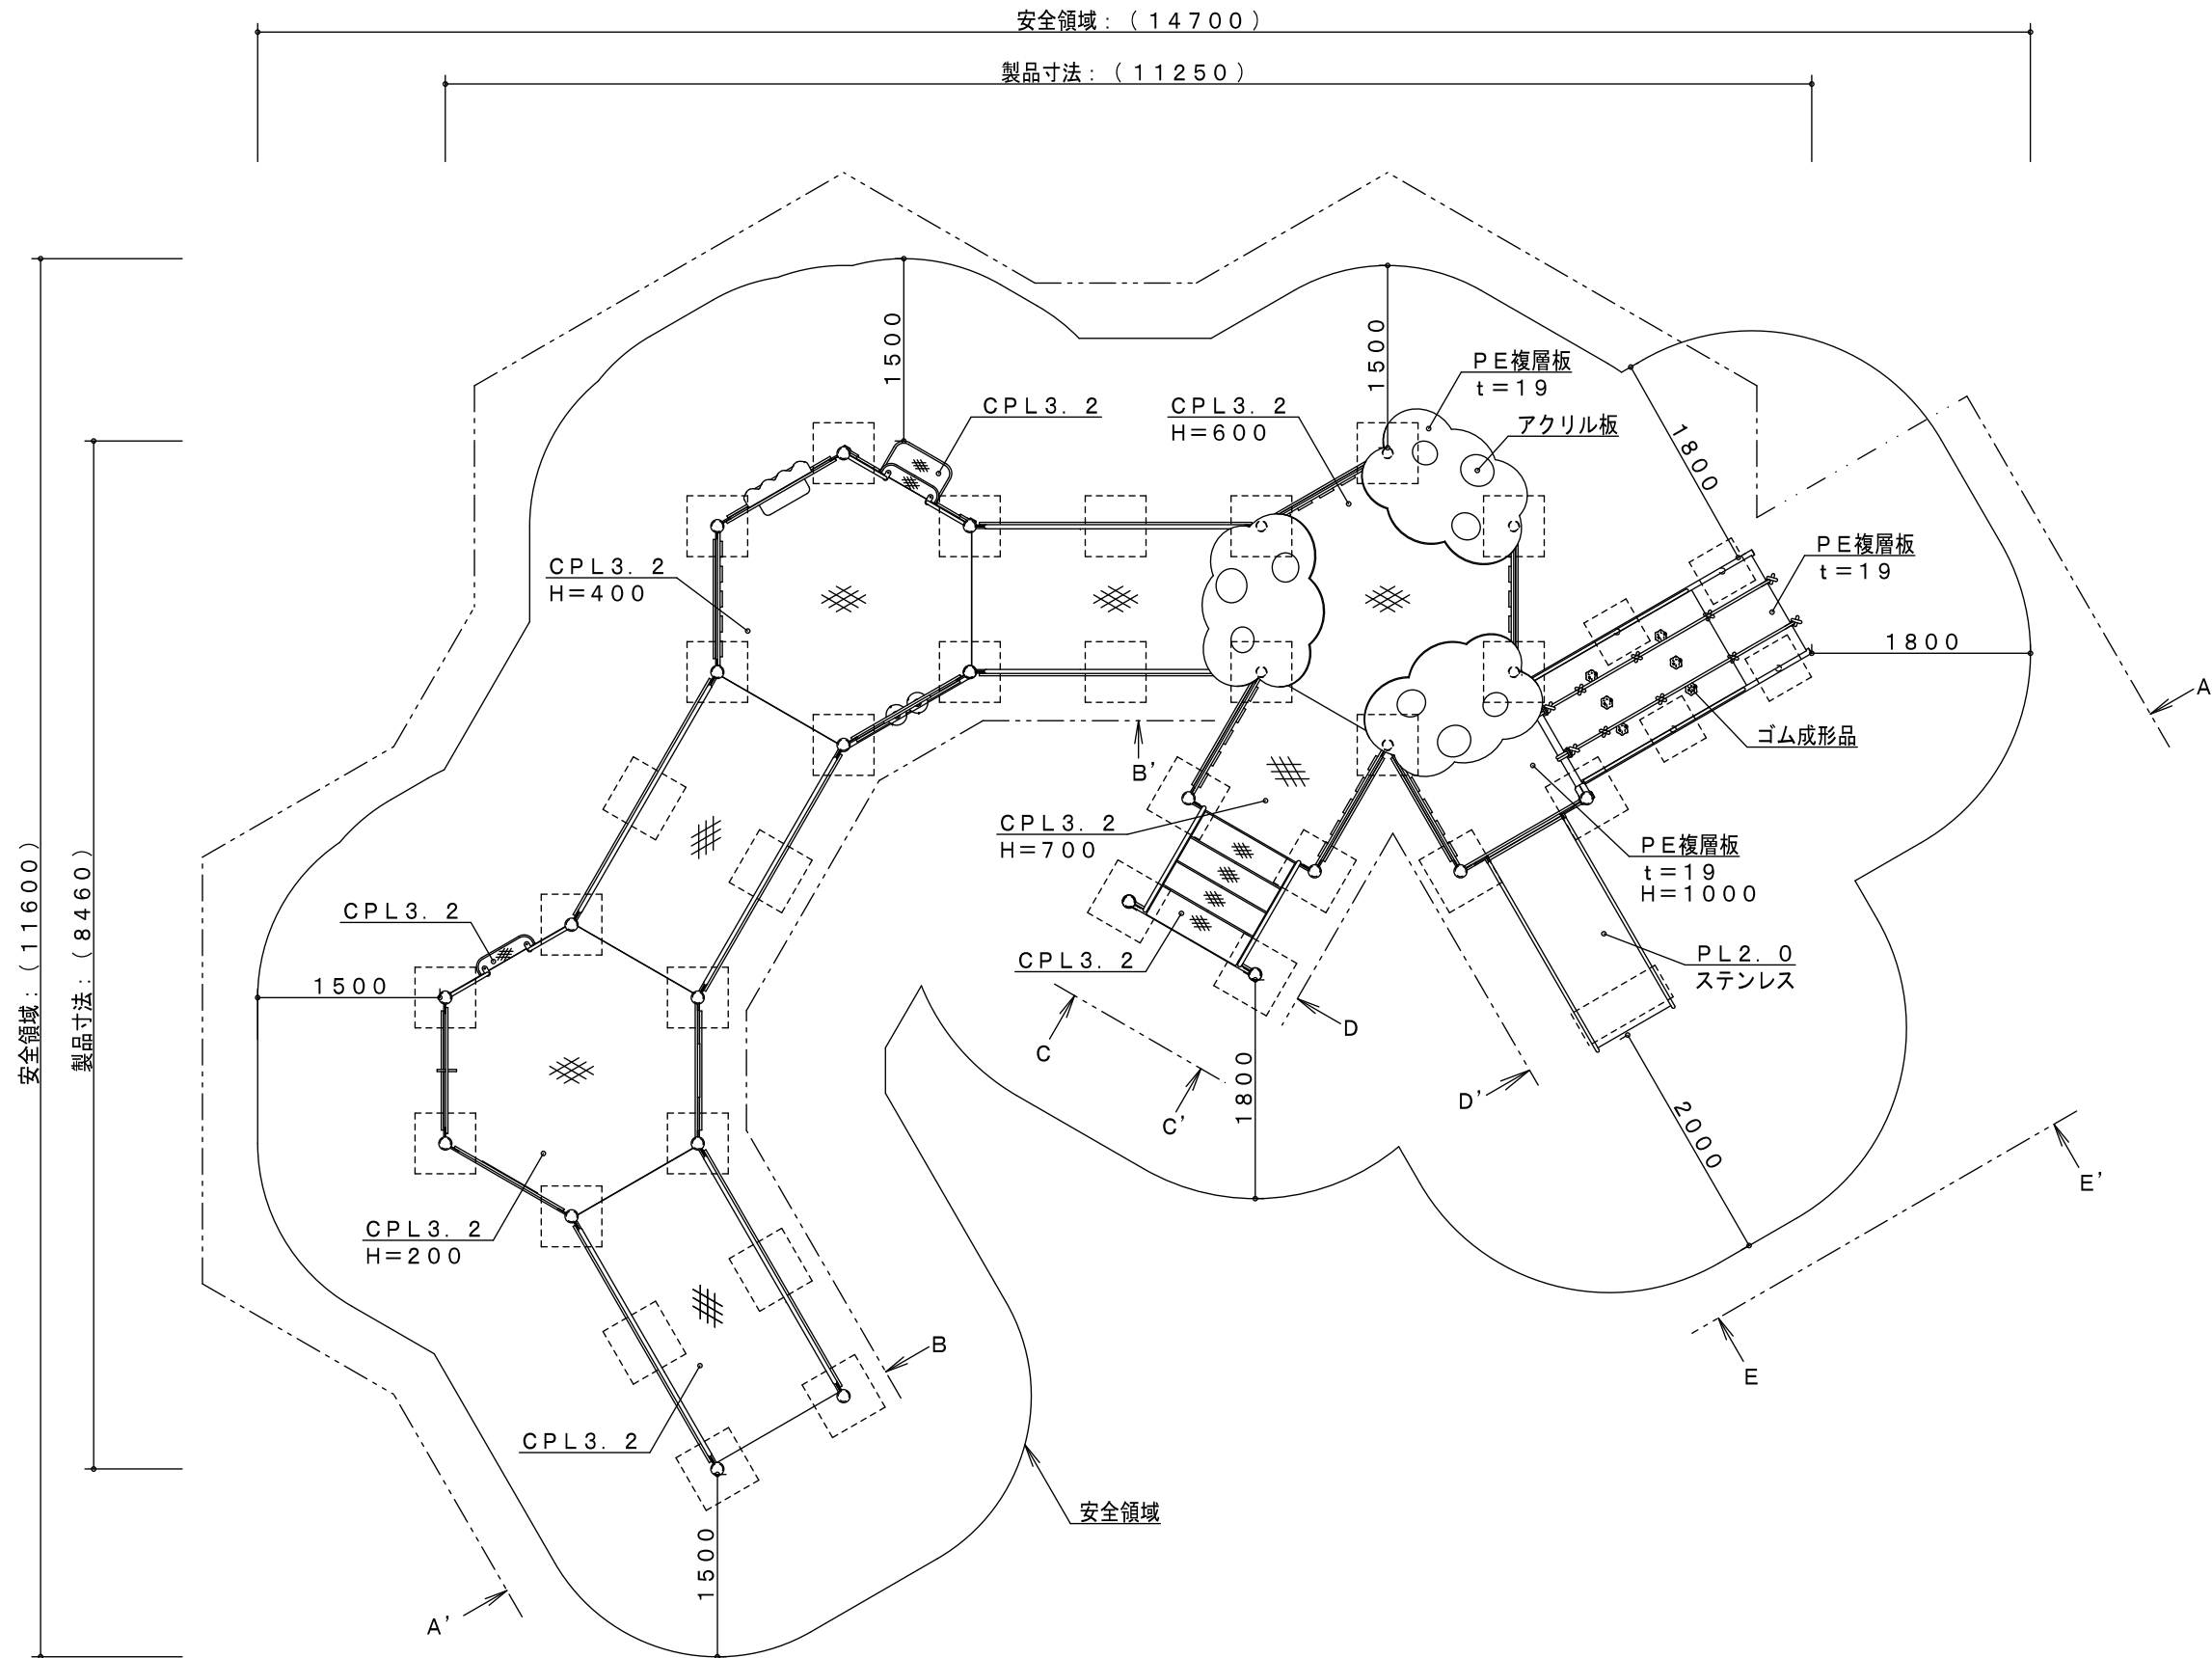 安全領域：（１４７００）
製品寸法：（１１２５０）
安全領域：（１１６００）
製品寸法：（８４６０）
１５００
１５００
ＰＥ複層板
ｔ＝１９
アクリル板
ＣＰＬ３．２
ＣＰＬ３．２
Ｈ＝６００
１８００
ＰＥ複層板
ｔ＝１９
ＣＰＬ３．２
Ｈ＝４００
１８００
A
ゴム成形品
B'
ＣＰＬ３．２
Ｈ＝７００
ＰＥ複層板
ｔ＝１９
Ｈ＝１０００
ＣＰＬ３．２
ＣＰＬ３．２
ＰＬ２．０
ステンレス
１５００
D
C
１８００
D'
C'
２０００
E'
ＣＰＬ３．２
Ｈ＝２００
B
E
ＣＰＬ３．２
安全領域
１５００
A'